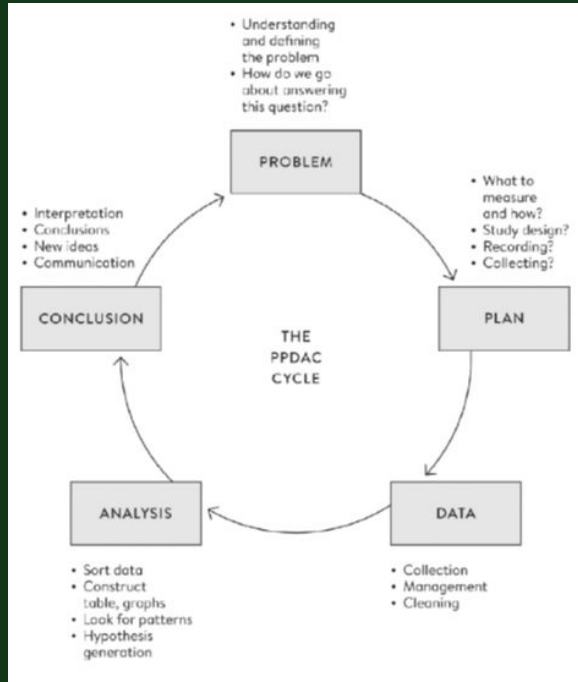 • Understanding
and defining
the problem
• How do we go
about answering
this question?
PROBLEM
• What to
measure
and how?
• Study design?
• Recording?
• Collecting?
PLAN
DATA
• Collection
• Management
• Cleaning
ANALYSIS
• Sort data
• Construct
table, graphs
• Look for patterns
• Hypothesis
generation
• Interpretation
• Conclusions
• New ideas
• Communication
CONCLUSION
THE
PPDAC
CYCLE